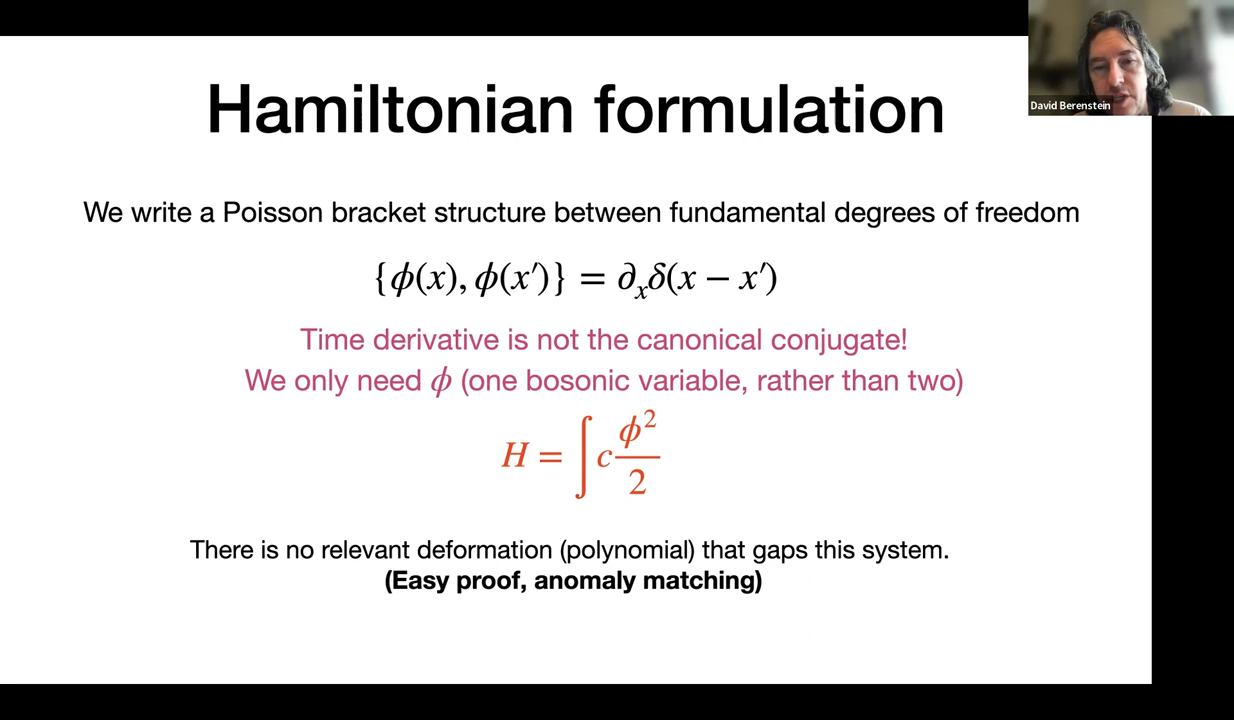 David Berenstein
Hamiltonian formulation
We write a Poisson bracket structure between fundamental degrees of freedom
{ϕ(x), ϕ(x′)} = ∂ₓδ(x − x′)
Time derivative is not the canonical conjugate!
We only need ϕ (one bosonic variable, rather than two)
H = ∫ c ϕ²/2
There is no relevant deformation (polynomial) that gaps this system.
(Easy proof, anomaly matching)